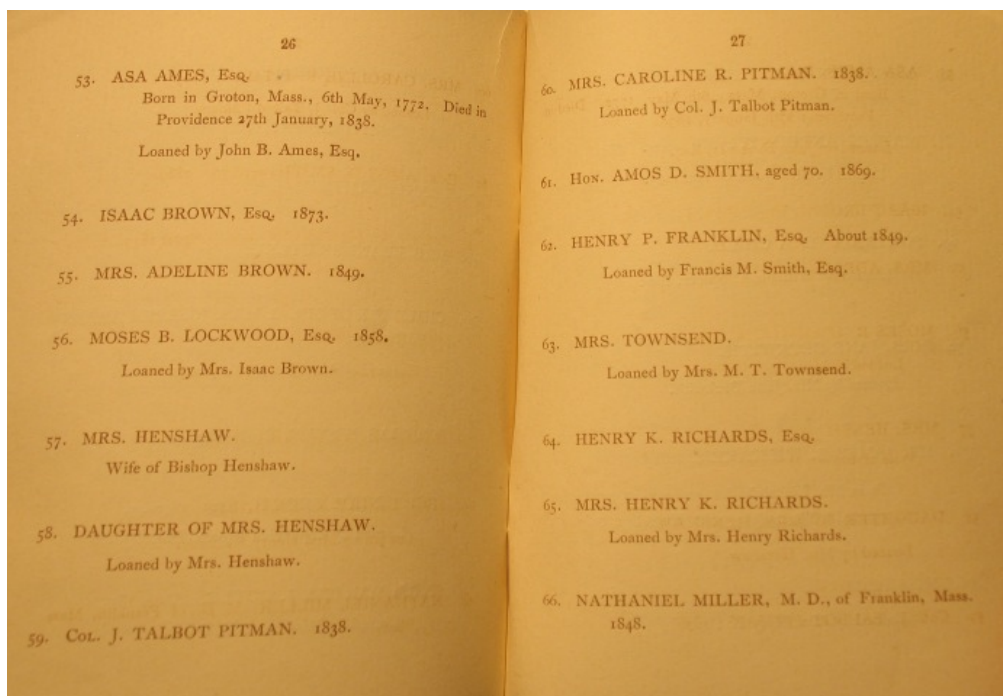 26
53. ASA AMES, Esq.
Born in Groton, Mass., 6th May, 1772. Died in
Providence 27th January, 1838.
Loaned by John B. Ames, Esq.
54. ISAAC BROWN, Esq. 1873.
55. MRS. ADELINE BROWN. 1849.
56. MOSES B. LOCKWOOD, Esq. 1858.
Loaned by Mrs. Isaac Brown.
57. MRS. HENSHAW.
Wife of Bishop Henshaw.
58. DAUGHTER OF MRS. HENSHAW.
Loaned by Mrs. Henshaw.
59. COL. J. TALBOT PITMAN. 1838.
27
60. MRS. CAROLINE R. PITMAN. 1838.
Loaned by Col. J. Talbot Pitman.
61. HON. AMOS D. SMITH, aged 70. 1869.
62. HENRY P. FRANKLIN, Esq. About 1849.
Loaned by Francis M. Smith, Esq.
63. MRS. TOWNSEND.
Loaned by Mrs. M. T. Townsend.
64. HENRY K. RICHARDS, Esq.
65. MRS. HENRY K. RICHARDS.
Loaned by Mrs. Henry Richards.
66. NATHANIEL MILLER, M. D., of Franklin, Mass.
1848.